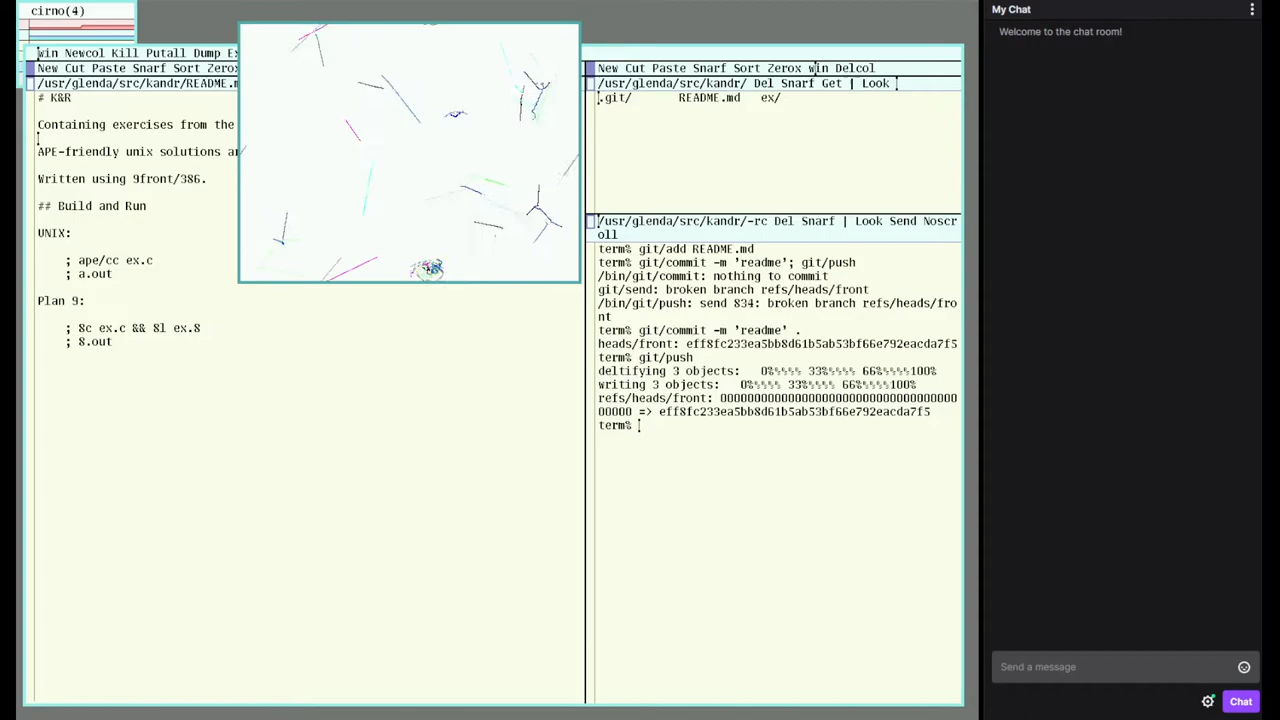 cirno(4)
win Newcol Kill Putall Dump Ex
New Cut Paste Snarf Sort Zerox
/usr/glenda/src/kandr/README.m
# K&R
Containing exercises from the
APE-friendly unix solutions an
Written using 9front/386.
## Build and Run
UNIX:
; ape/cc ex.c
; a.out
Plan 9:
; 8c ex.c && 8l ex.8
; 8.out
New Cut Paste Snarf Sort Zerox win Delcol
/usr/glenda/src/kandr/ Del Snarf Get | Look
.git/ README.md ex/
/usr/glenda/src/kandr/-rc Del Snarf | Look Send Noscr
oll
term% git/add README.md
term% git/commit -m 'readme'; git/push
/bin/git/commit: nothing to commit
git/send: broken branch refs/heads/front
/bin/git/push: send 834: broken branch refs/heads/fro
nt
term% git/commit -m 'readme' .
heads/front: eff8fc233ea5bb8d61b5ab53bf66e792eacda7f5
term% git/push
deltifying 3 objects: 0%%%%% 33%%%%% 66%%%%%100%
writing 3 objects: 0%%%%% 33%%%%% 66%%%%%100%
refs/heads/front: 00000000000000000000000000000000000
00000 => eff8fc233ea5bb8d61b5ab53bf66e792eacda7f5
term%
My Chat
Welcome to the chat room!
Send a message
Chat